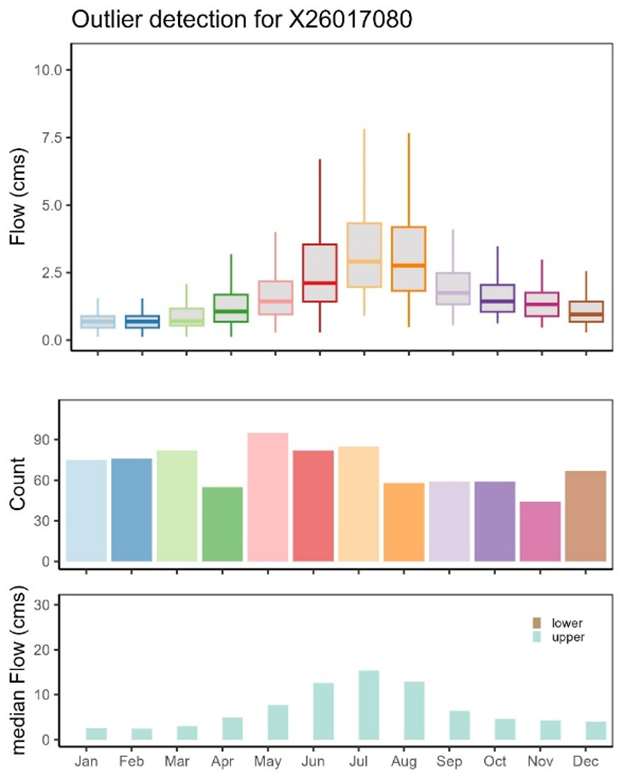 Outlier detection for X26017080
Flow (cms)
10.0
7.5
5.0
2.5
0.0
Count
90
60
30
0
median Flow (cms)
30
20
10
0
lower
upper
Jan Feb Mar Apr May Jun Jul Aug Sep Oct Nov Dec